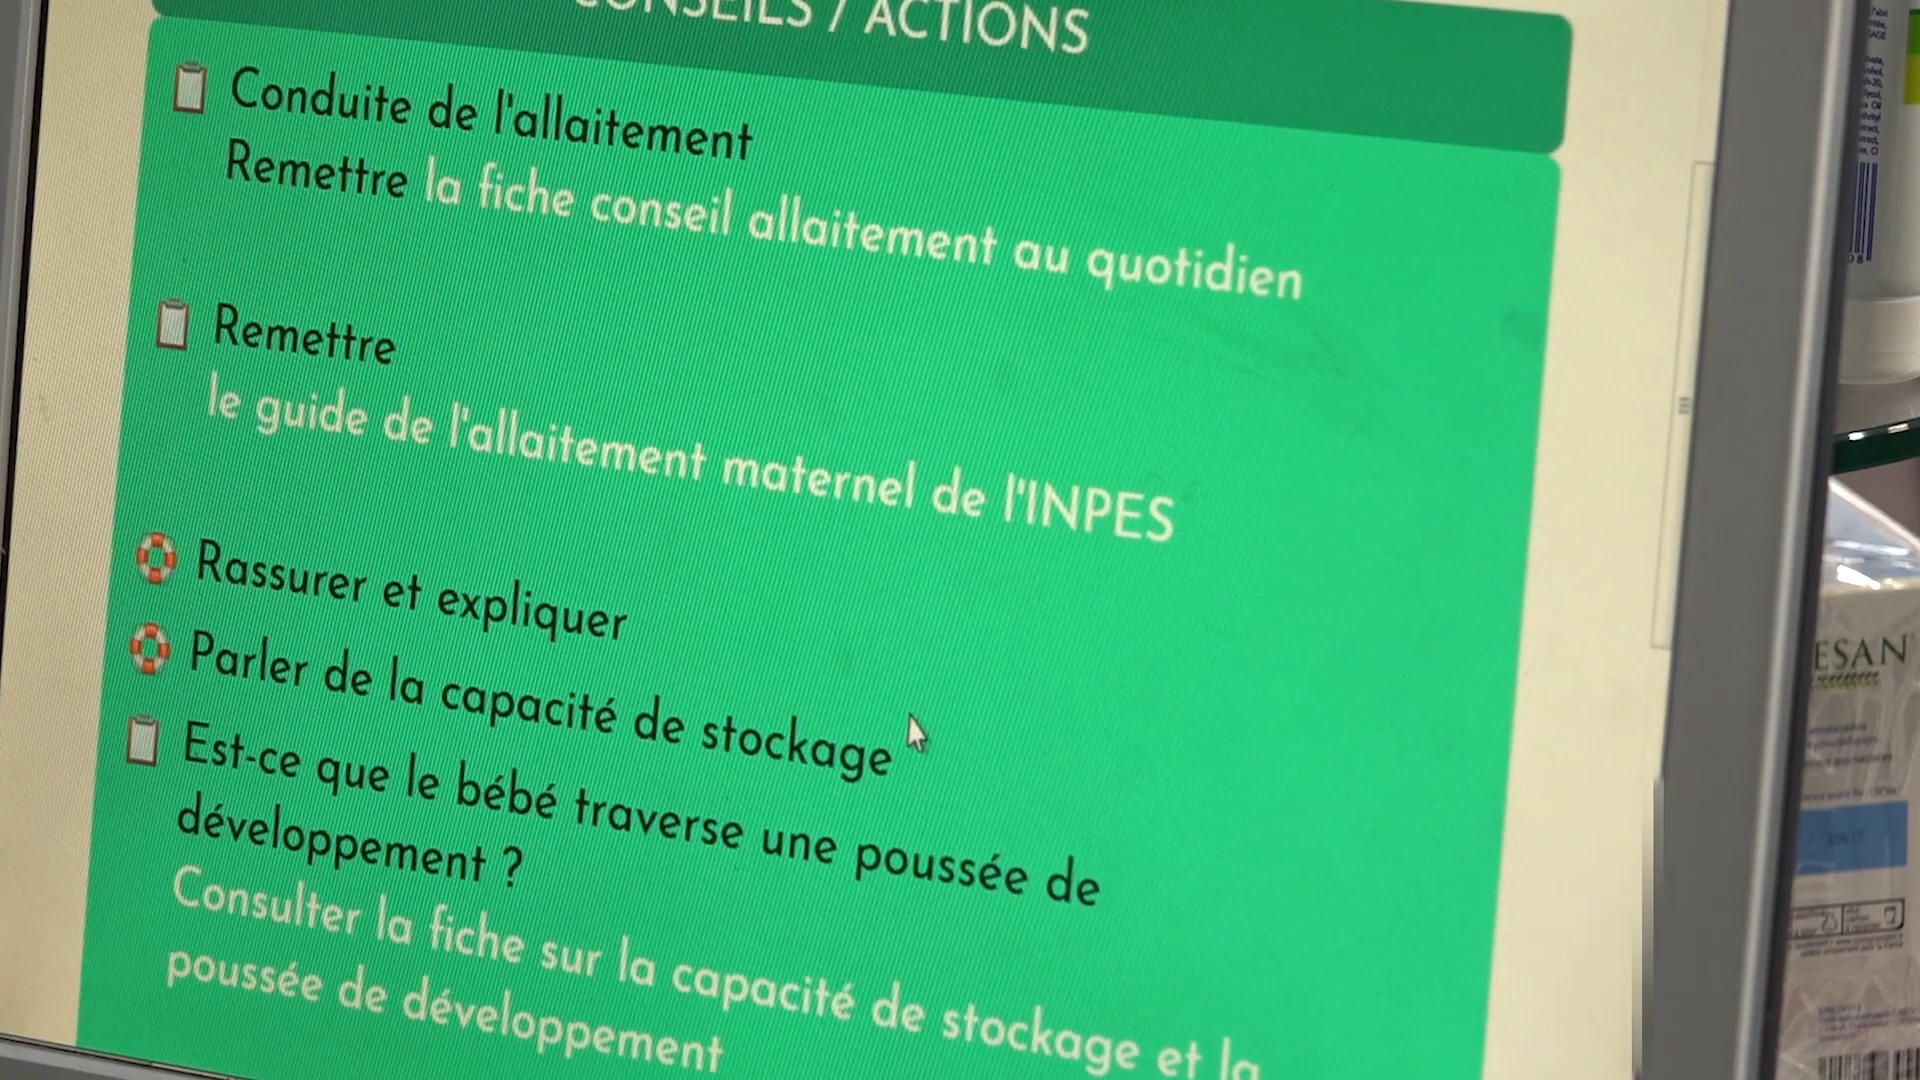 CONSEILS / ACTIONS
Conduite de l'allaitement
Remettre la fiche conseil allaitement au quotidien
Remettre
le guide de l'allaitement maternel de l'INPES
Rassurer et expliquer
Parler de la capacité de stockage
Est-ce que le bébé traverse une poussée de
développement ?
Consulter la fiche sur la capacité de stockage et la
poussée de développement
ESAN